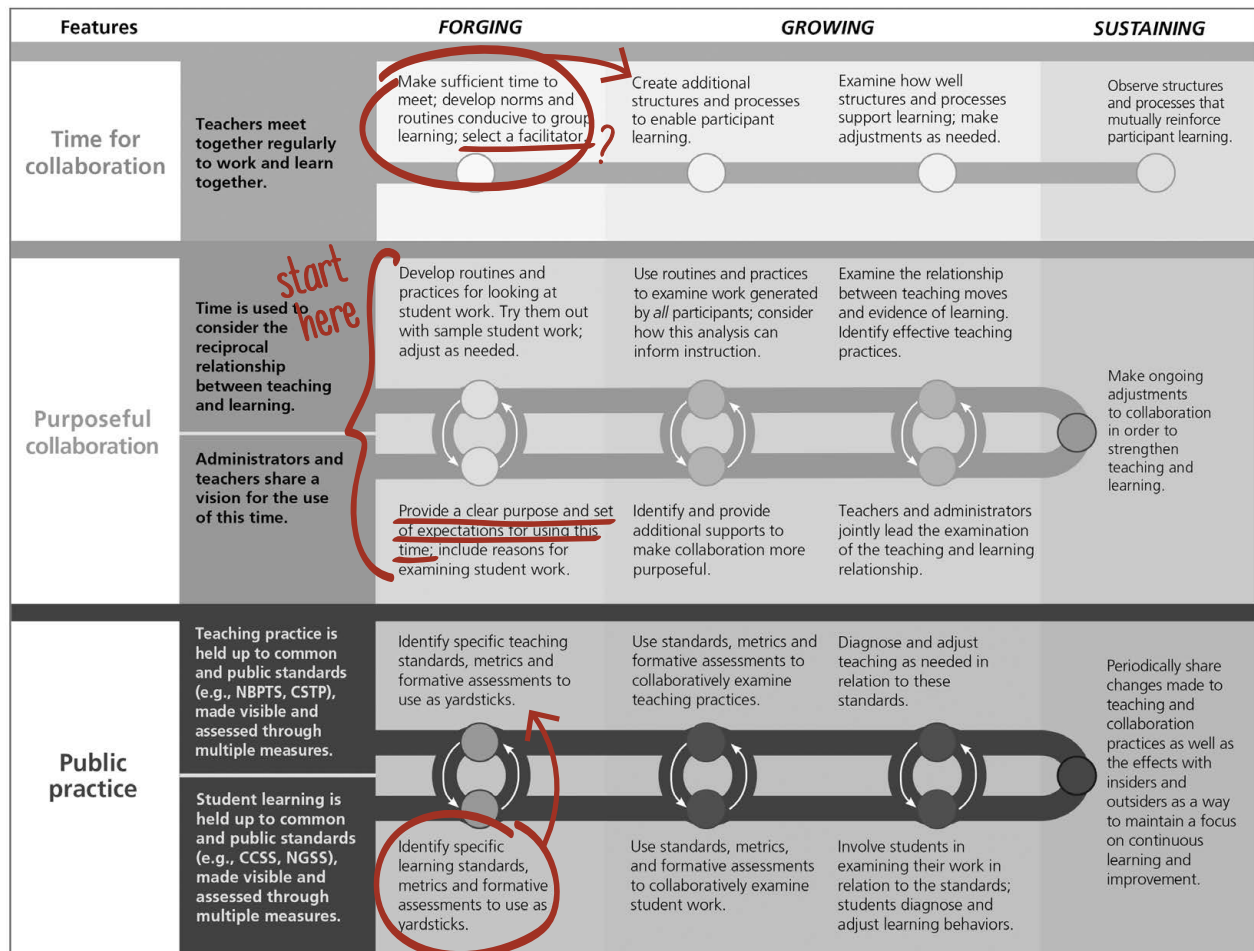 Features
FORGING
GROWING
SUSTAINING
Time for
collaboration
Teachers meet
together regularly
to work and learn
together.
Make sufficient time to
meet; develop norms and
routines conducive to group
learning; select a facilitator.
?
Create additional
structures and processes
to enable participant
learning.
Examine how well
structures and processes
support learning; make
adjustments as needed.
Observe structures
and processes that
mutually reinforce
participant learning.
start
here
Purposeful
collaboration
Time is used to
consider the
reciprocal
relationship
between teaching
and learning.
Develop routines and
practices for looking at
student work. Try them out
with sample student work;
adjust as needed.
Use routines and practices
to examine work generated
by all participants; consider
how this analysis can
inform instruction.
Examine the relationship
between teaching moves
and evidence of learning.
Identify effective teaching
practices.
Make ongoing
adjustments
to collaboration
in order to
strengthen
teaching and
learning.
Administrators and
teachers share a
vision for the use
of this time.
Provide a clear purpose and set
of expectations for using this
time; include reasons for
examining student work.
Identify and provide
additional supports to
make collaboration more
purposeful.
Teachers and administrators
jointly lead the examination
of the teaching and learning
relationship.
Public
practice
Teaching practice is
held up to common
and public standards
(e.g., NBPTS, CSTP),
made visible and
assessed through
multiple measures.
Identify specific teaching
standards, metrics and
formative assessments to
use as yardsticks.
Use standards, metrics and
formative assessments to
collaboratively examine
teaching practices.
Diagnose and adjust
teaching as needed in
relation to these
standards.
Periodically share
changes made to
teaching and
collaboration
practices as well as
the effects with
insiders and
outsiders as a way
to maintain a focus
on continuous
learning and
improvement.
Student learning is
held up to common
and public standards
(e.g., CCSS, NGSS),
made visible and
assessed through
multiple measures.
Identify specific
learning standards,
metrics and formative
assessments to use as
yardsticks.
Use standards, metrics,
and formative assessments
to collaboratively examine
student work.
Involve students in
examining their work in
relation to the standards;
students diagnose and
adjust learning behaviors.